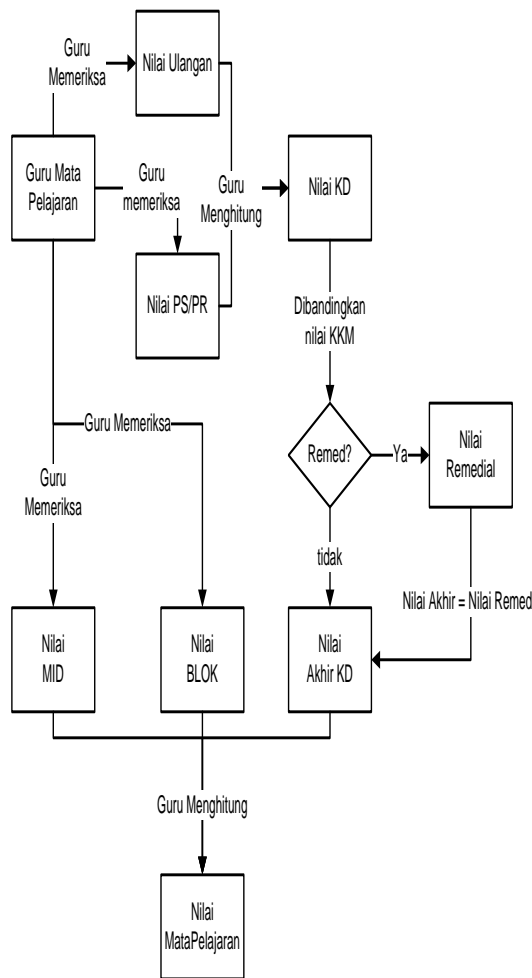 Guru
Memeriksa
Nilai Ulangan
Guru Mata
Pelajaran
Guru
memeriksa
Guru
Menghitung
Nilai KD
Nilai PS/PR
Dibandingkan
nilai KKM
Guru Memeriksa
Remed?
Ya
Nilai
Remedial
Guru
Memeriksa
tidak
Nilai Akhir = Nilai Remed
Nilai
MID
Nilai
BLOK
Nilai
Akhir KD
Guru Menghitung
Nilai
MataPelajaran